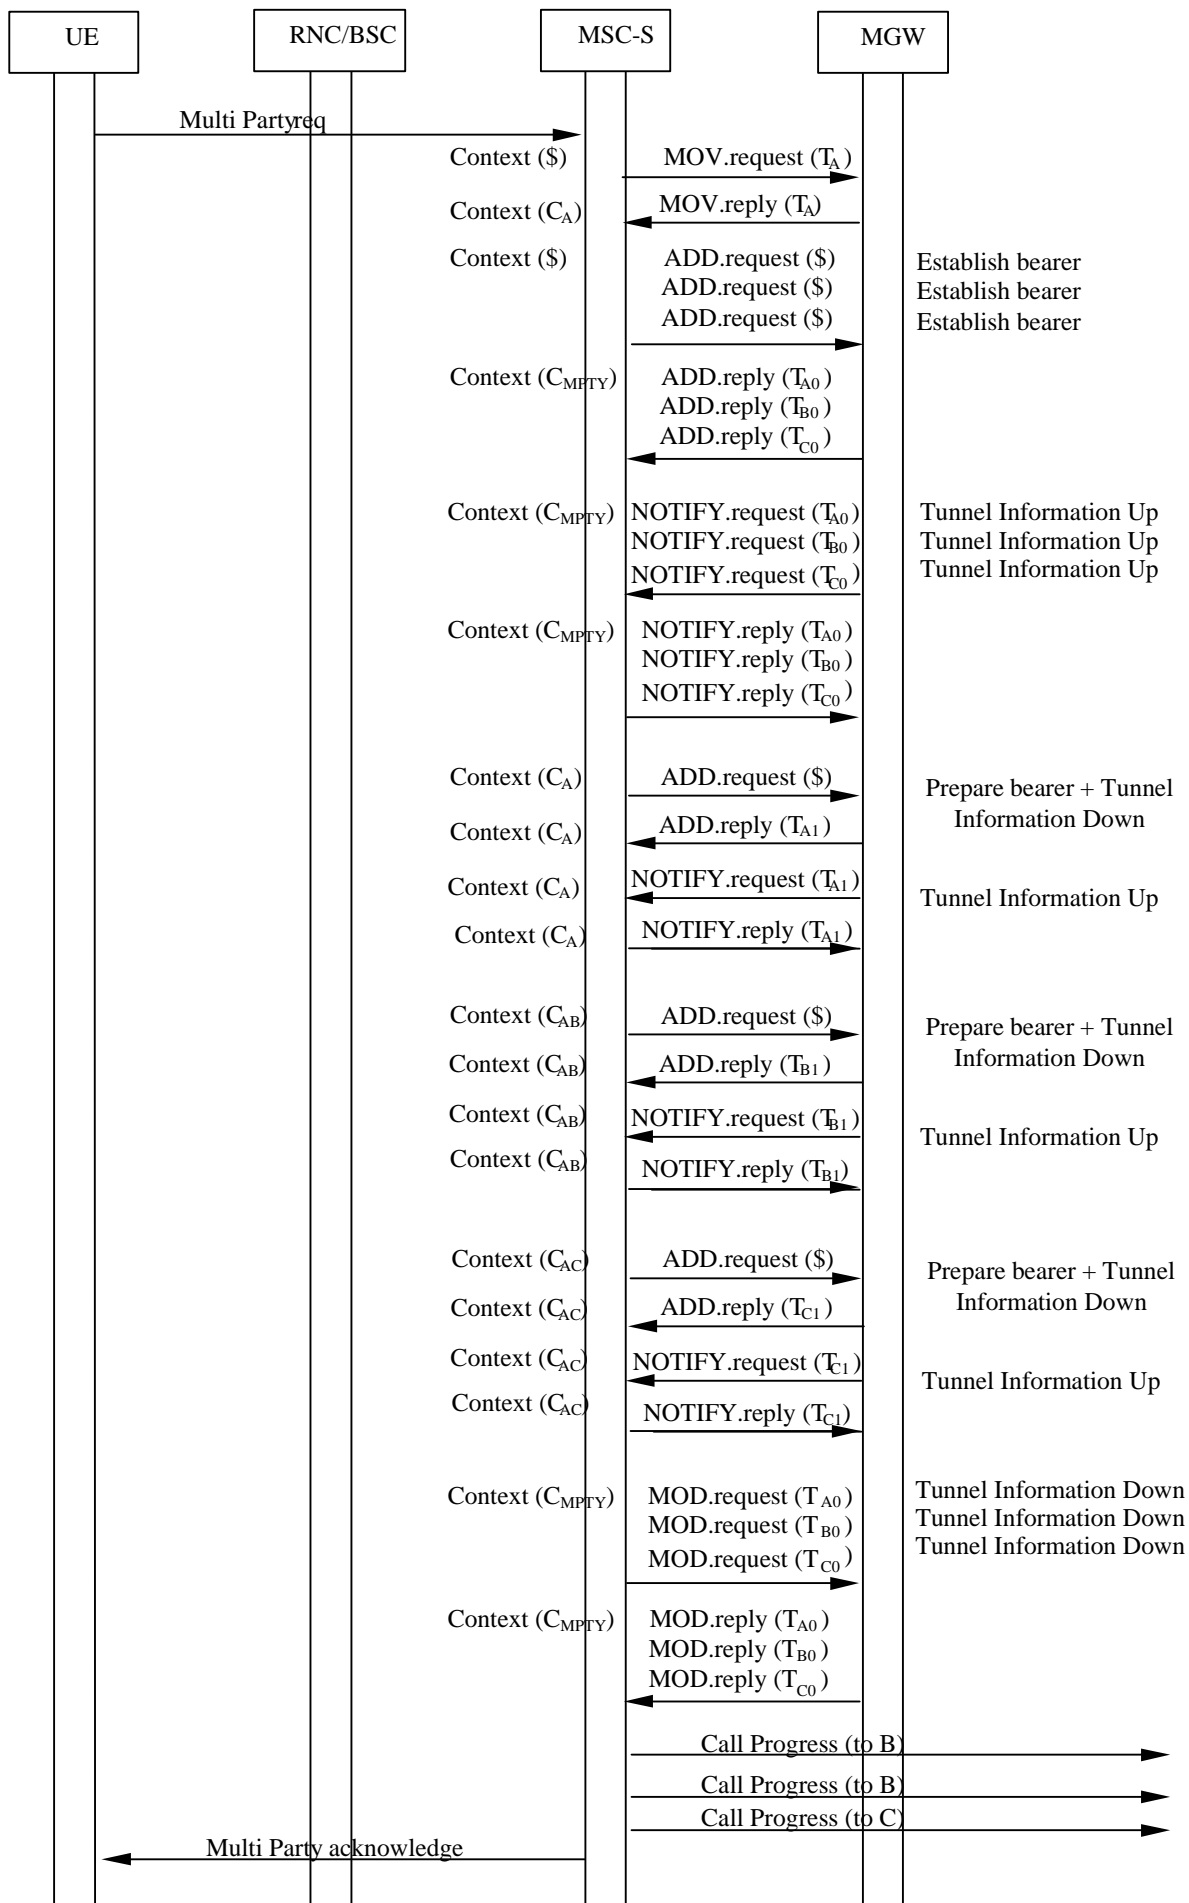 UE RNC/BSC MSC-S MGW
Multi Partyreq
Context ($) MOV.request (TA)
Context (CA) MOV.reply (TA)
Context ($) ADD.request ($) Establish bearer
ADD.request ($) Establish bearer
ADD.request ($) Establish bearer
Context (CMPTY) ADD.reply (TA0)
ADD.reply (TB0)
ADD.reply (TC0)
Context (CMPTY) NOTIFY.request (TA0) Tunnel Information Up
NOTIFY.request (TB0) Tunnel Information Up
NOTIFY.request (TC0) Tunnel Information Up
Context (CMPTY) NOTIFY.reply (TA0)
NOTIFY.reply (TB0)
NOTIFY.reply (TC0)
Context (CA) ADD.request ($) Prepare bearer + Tunnel
Information Down
Context (CA) ADD.reply (TA1)
Context (CA) NOTIFY.request (TA1) Tunnel Information Up
Context (CA) NOTIFY.reply (TA1)
Context (CAB) ADD.request ($) Prepare bearer + Tunnel
Information Down
Context (CAB) ADD.reply (TB1)
Context (CAB) NOTIFY.request (TB1) Tunnel Information Up
Context (CAB) NOTIFY.reply (TB1)
Context (CAC) ADD.request ($) Prepare bearer + Tunnel
Information Down
Context (CAC) ADD.reply (TC1)
Context (CAC) NOTIFY.request (TC1) Tunnel Information Up
Context (CAC) NOTIFY.reply (TC1)
Context (CMPTY) MOD.request (TA0) Tunnel Information Down
MOD.request (TB0) Tunnel Information Down
MOD.request (TC0) Tunnel Information Down
Context (CMPTY) MOD.reply (TA0)
MOD.reply (TB0)
MOD.reply (TC0)
Call Progress (to B)
Call Progress (to B)
Call Progress (to C)
Multi Party acknowledge